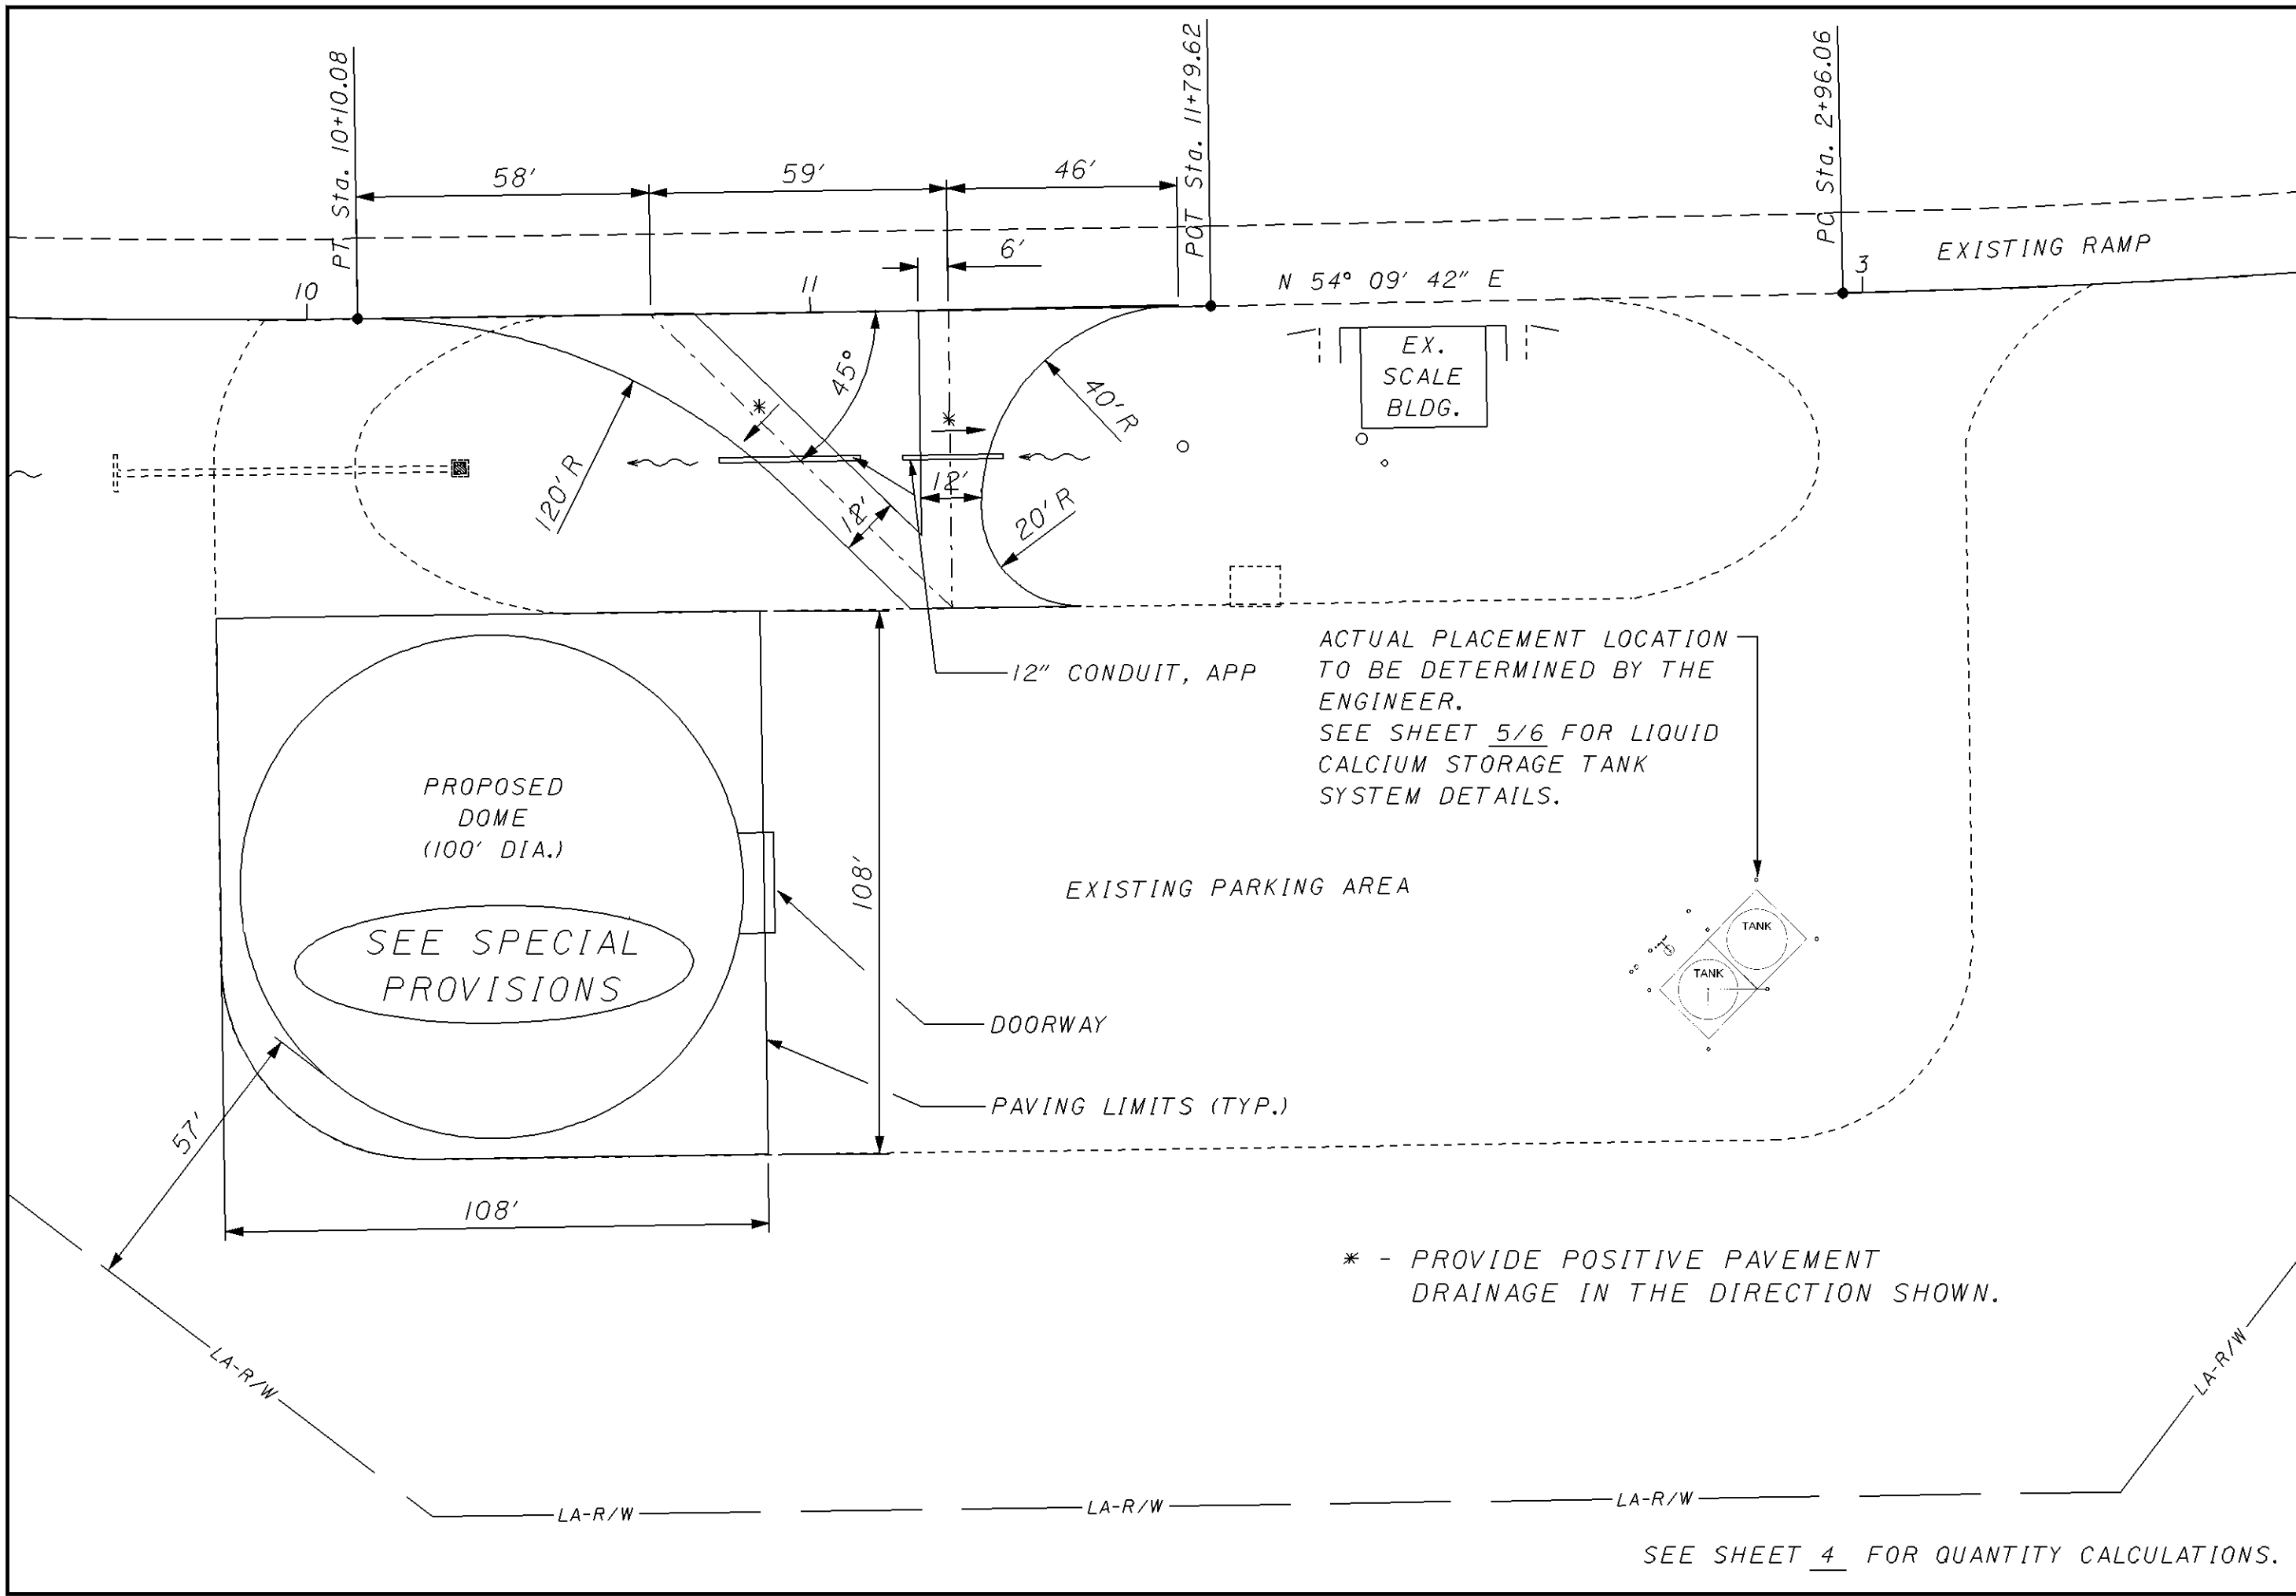 PT Sta. 10+10.08
POT Sta. 11+79.62
PC Sta. 2+96.06
58'
59'
46'
6'
10
11
N 54° 09' 42" E
3
EXISTING RAMP
45°
40'R
EX.
SCALE
BLDG.
*
*
120'R
12'
12'
20'R
12" CONDUIT, APP
ACTUAL PLACEMENT LOCATION
TO BE DETERMINED BY THE
ENGINEER.
SEE SHEET 5/6 FOR LIQUID
CALCIUM STORAGE TANK
SYSTEM DETAILS.
PROPOSED
DOME
(100' DIA.)
108'
EXISTING PARKING AREA
SEE SPECIAL
PROVISIONS
TANK
TANK
DOORWAY
PAVING LIMITS (TYP.)
57'
108'
* - PROVIDE POSITIVE PAVEMENT
DRAINAGE IN THE DIRECTION SHOWN.
LA-R/W
LA-R/W
LA-R/W
LA-R/W
LA-R/W
SEE SHEET 4 FOR QUANTITY CALCULATIONS.